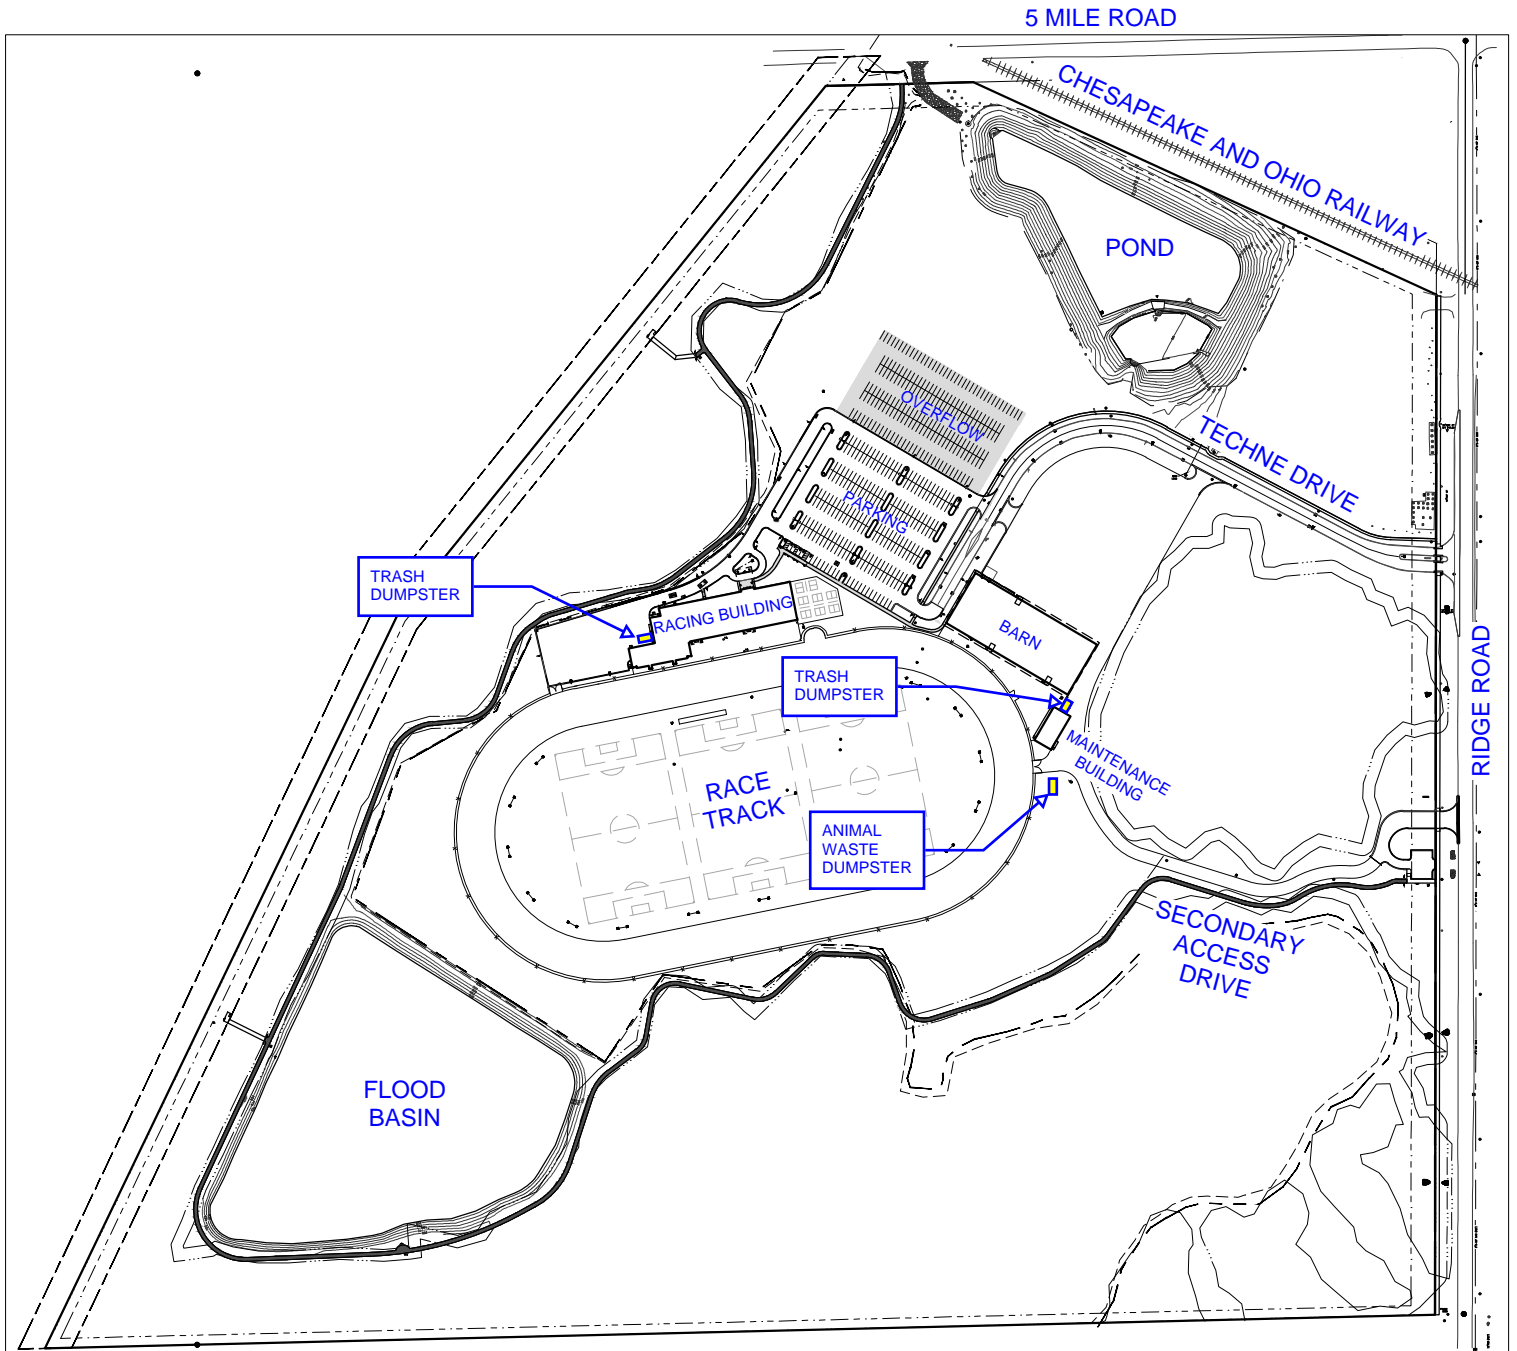 5 MILE ROAD
CHESAPEAKE AND OHIO RAILWAY
POND
OVERFLOW
TECHNE DRIVE
PARKING
TRASH
DUMPSTER
RACING BUILDING
BARN
RIDGE ROAD
TRASH
DUMPSTER
MAINTENANCE
BUILDING
RACE
TRACK
ANIMAL
WASTE
DUMPSTER
SECONDARY
ACCESS
DRIVE
FLOOD
BASIN